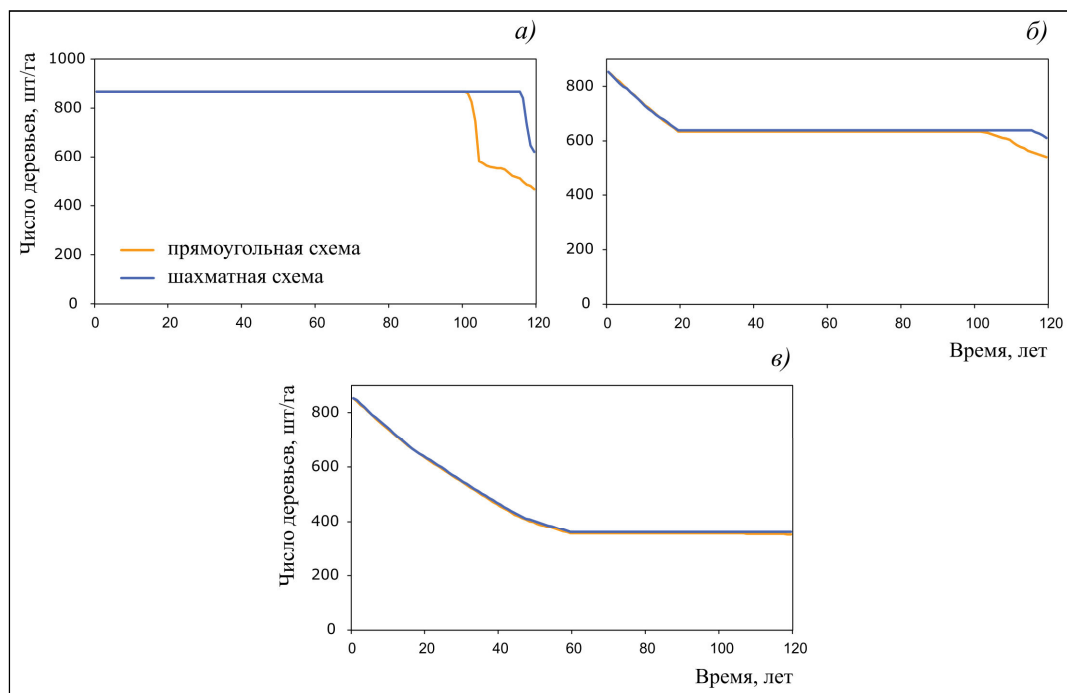 а)
Число деревьев, шт/га
1000
800
600
400
200
0
прямоугольная схема
шахматная схема
0 20 40 60 80 100 120
б)
800
600
400
200
0
0 20 40 60 80 100 120
Время, лет
в)
Число деревьев, шт/га
800
600
400
200
0
0 20 40 60 80 100 120
Время, лет